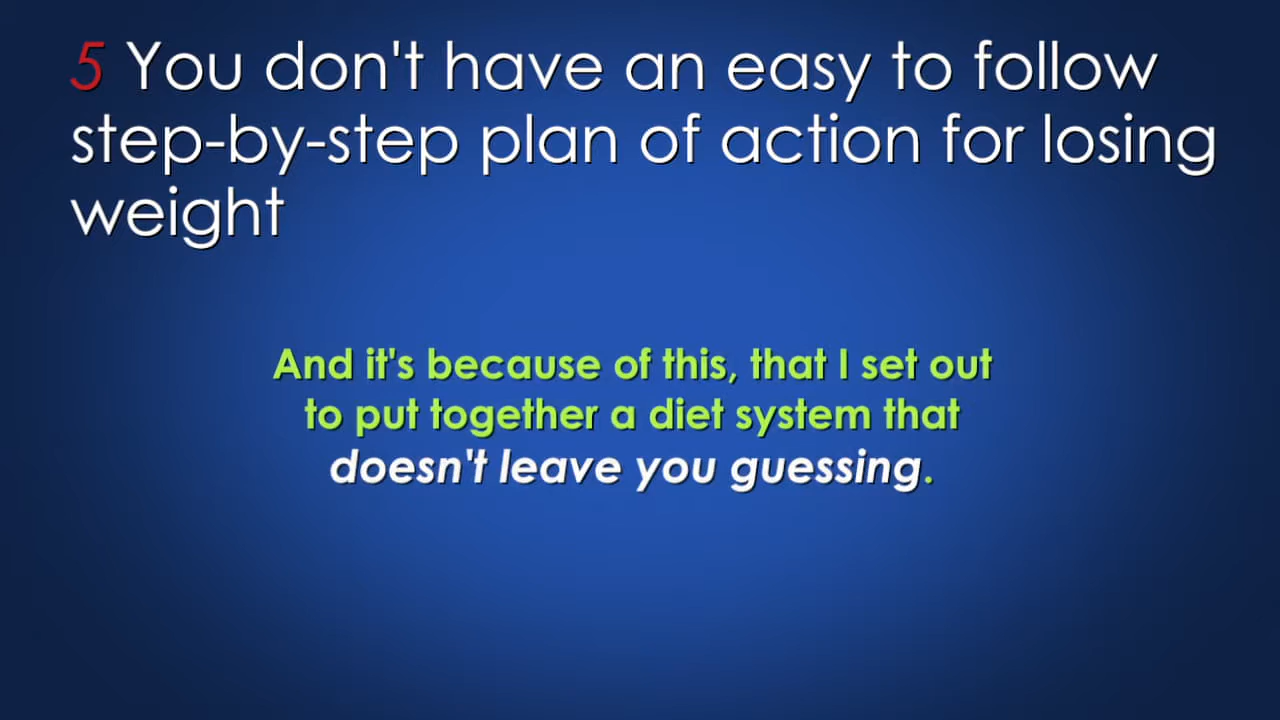 5 You don't have an easy to follow
step-by-step plan of action for losing
weight
And it's because of this, that I set out
to put together a diet system that
doesn't leave you guessing.